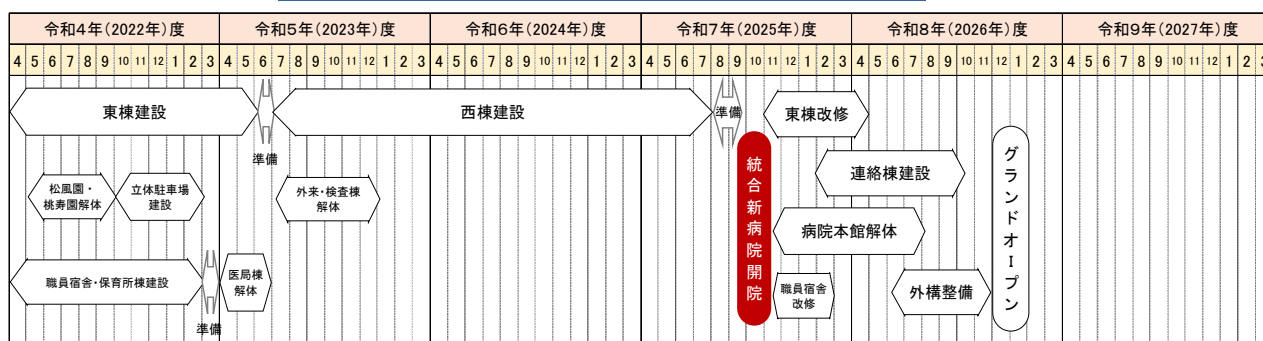 令和4年(2022年)度 令和5年(2023年)度 令和6年(2024年)度 令和7年(2025年)度 令和8年(2026年)度 令和9年(2027年)度
4 5 6 7 8 9 10 11 12 1 2 3 4 5 6 7 8 9 10 11 12 1 2 3 4 5 6 7 8 9 10 11 12 1 2 3 4 5 6 7 8 9 10 11 12 1 2 3 4 5 6 7 8 9 10 11 12 1 2 3 4 5 6 7 8 9 10 11 12 1 2 3
東棟建設
準備
西棟建設
準備
東棟改修
松風園・
桃寿園解体
立体駐車場
建設
外来・検査棟
解体
統合新病院開院
連絡棟建設
病院本館解体
グランドオープン
職員宿舎・保育所棟建設
準備
医局棟
解体
職員宿舎
改修
外構整備